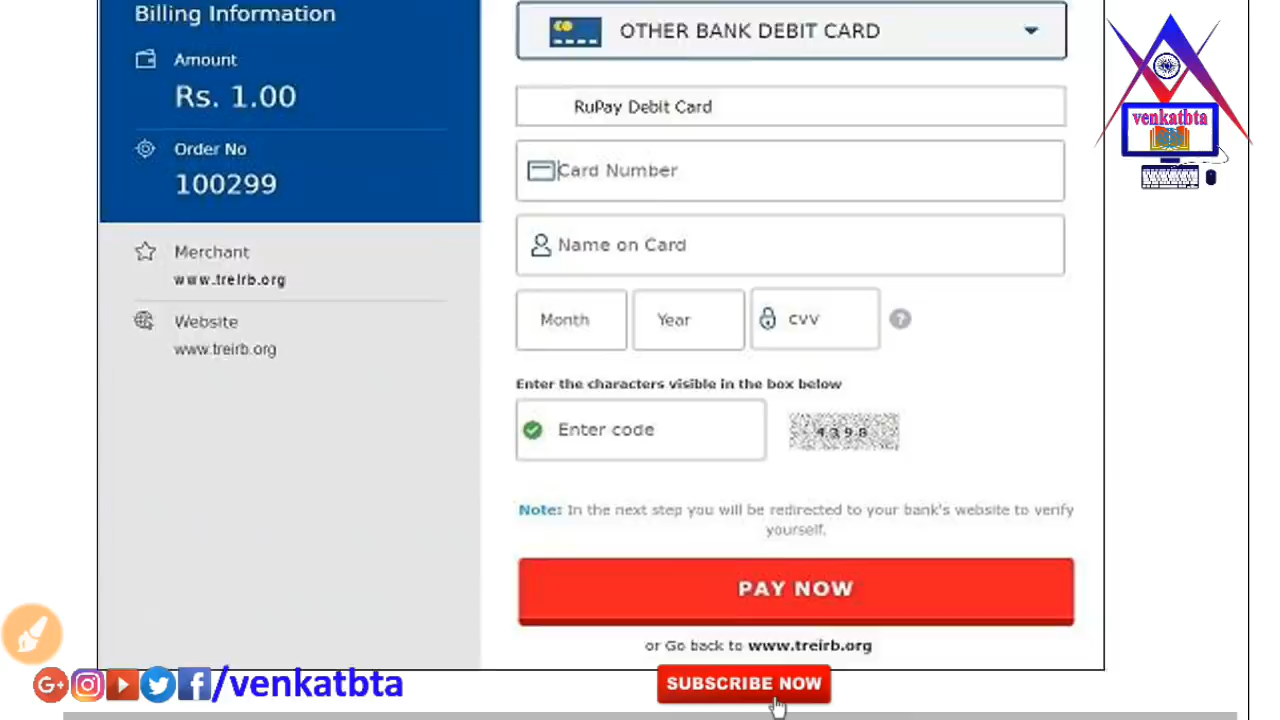 Billing Information
Amount
Rs. 1.00
Order No
100299
Merchant
www.treirb.org
Website
www.treirb.org
OTHER BANK DEBIT CARD
RuPay Debit Card
Card Number
Name on Card
Month
Year
cvv
?
Enter the characters visible in the box below
Enter code
4398
Note: In the next step you will be redirected to your bank's website to verify
yourself.
PAY NOW
or Go back to www.treirb.org
venkatbta
/venkatbta
SUBSCRIBE NOW